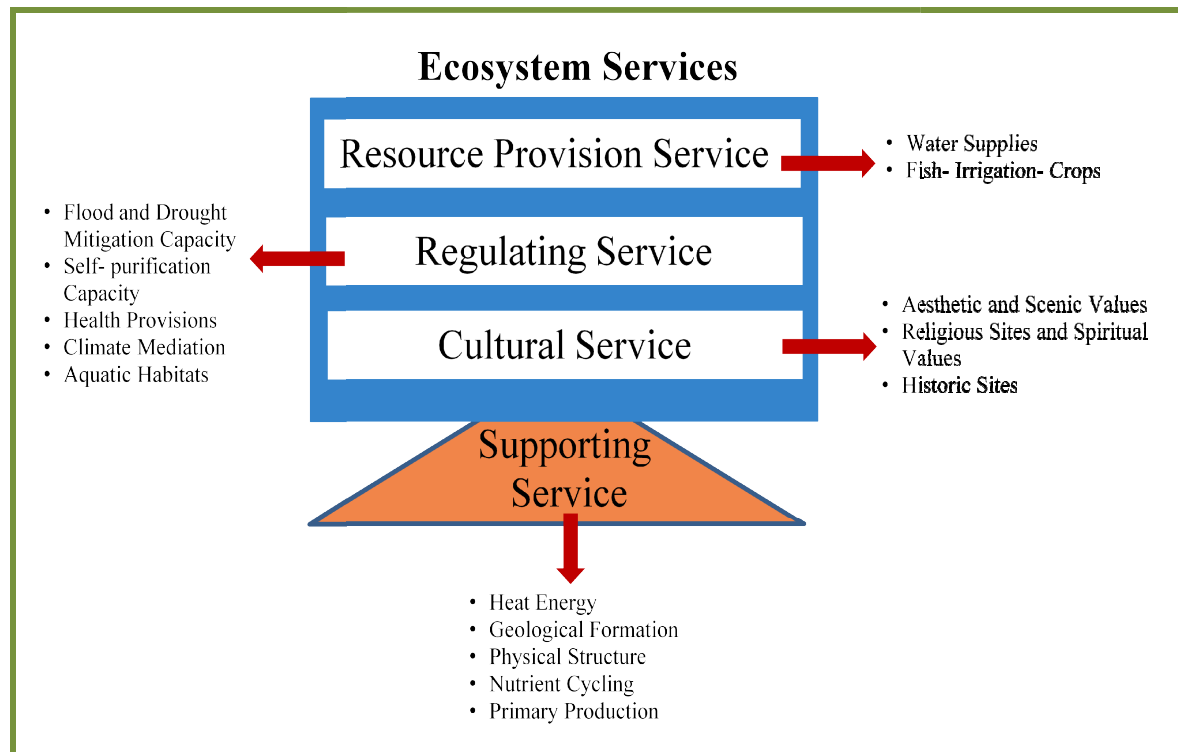 Ecosystem Services
Resource Provision Service
• Water Supplies
• Fish- Irrigation- Crops
Regulating Service
• Flood and Drought
Mitigation Capacity
• Self- purification
Capacity
• Health Provisions
• Climate Mediation
• Aquatic Habitats
Cultural Service
• Aesthetic and Scenic Values
• Religious Sites and Spiritual
Values
• Historic Sites
Supporting
Service
• Heat Energy
• Geological Formation
• Physical Structure
• Nutrient Cycling
• Primary Production